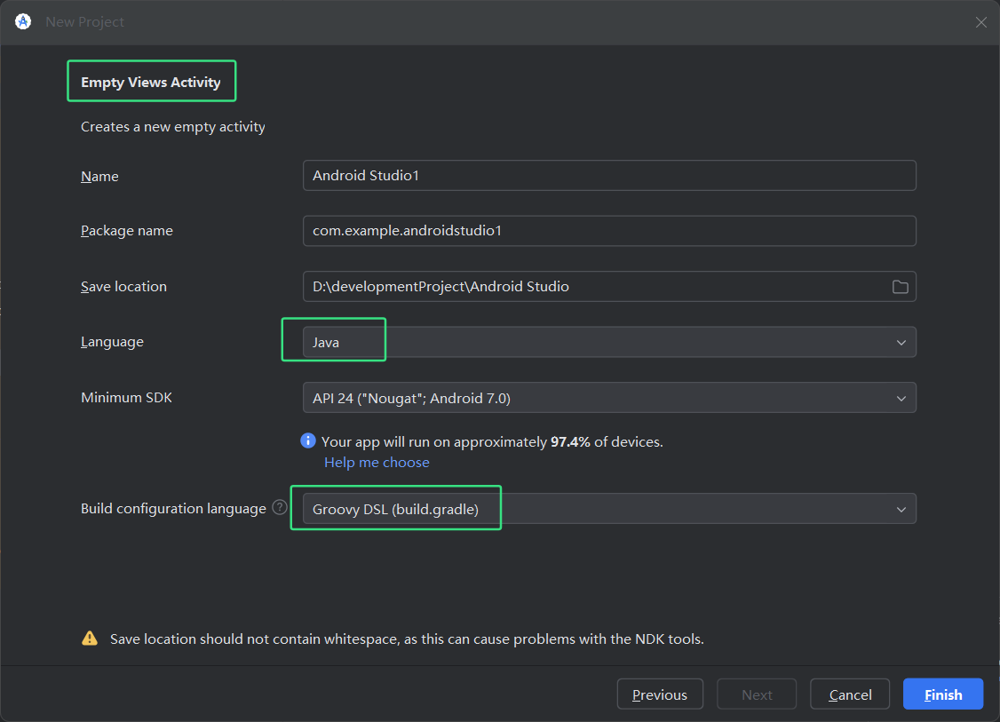 New Project
Empty Views Activity
Creates a new empty activity
Name
Android Studio1
Package name
com.example.androidstudio1
Save location
D:\developmentProject\Android Studio
Language
Java
Minimum SDK
API 24 ("Nougat"; Android 7.0)
Your app will run on approximately 97.4% of devices.
Help me choose
Build configuration language ?
Groovy DSL (build.gradle)
Save location should not contain whitespace, as this can cause problems with the NDK tools.
Previous
Next
Cancel
Finish